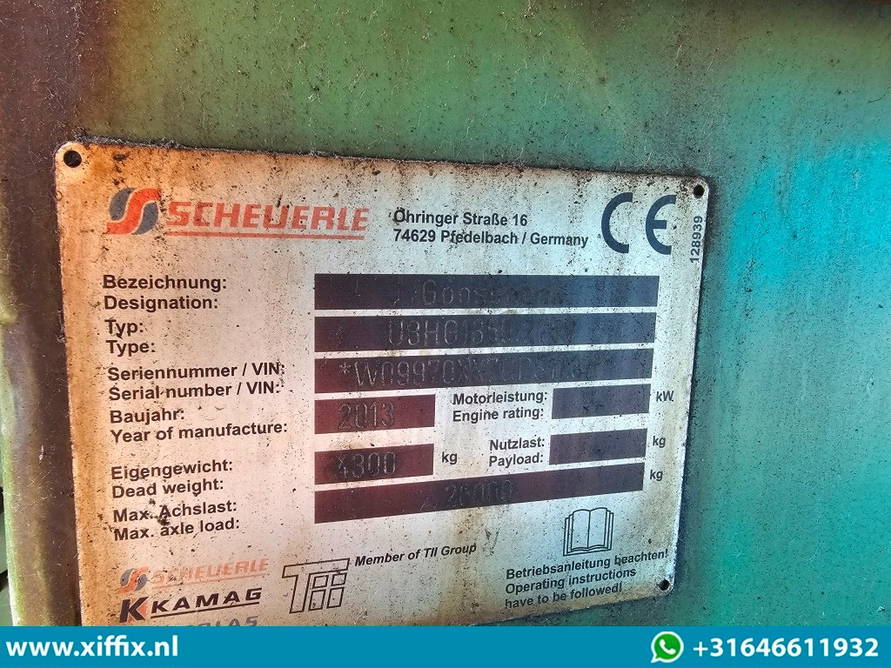 SCHEUERLE
Öhringer Straße 16
74629 Pfedelbach / Germany
CE
128939
Bezeichnung:
Designation:
Typ:
Type:
Seriennummer / VIN:
Serial number / VIN:
Baujahr:
Year of manufacture:
2013
Motorleistung:
Engine rating:
kW
Eigengewicht:
Dead weight:
4300
kg
Nutzlast:
Payload:
kg
Max. Achslast:
Max. axle load:
kg
SCHEUERLE
KAMAG
TII
Member of TII Group
Betriebsanleitung beachten!
Operating instructions
have to be followed!
www.xiffix.nl
+31646611932